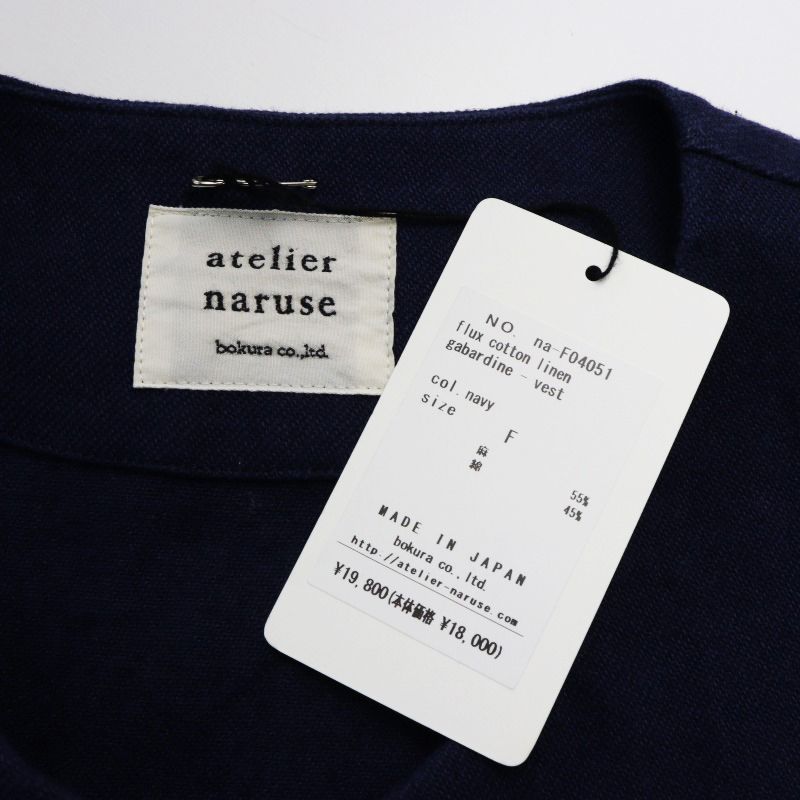 atelier
naruse
bokura co.,ltd.
NO. na-F04051
flux cotton linen
gabardine - vest
col. navy
size
F
麻 55%
綿 45%
MADE IN JAPAN
bokura co., ltd.
http://atelier-naruse.com
¥19,800(本体価格 ¥18,000)